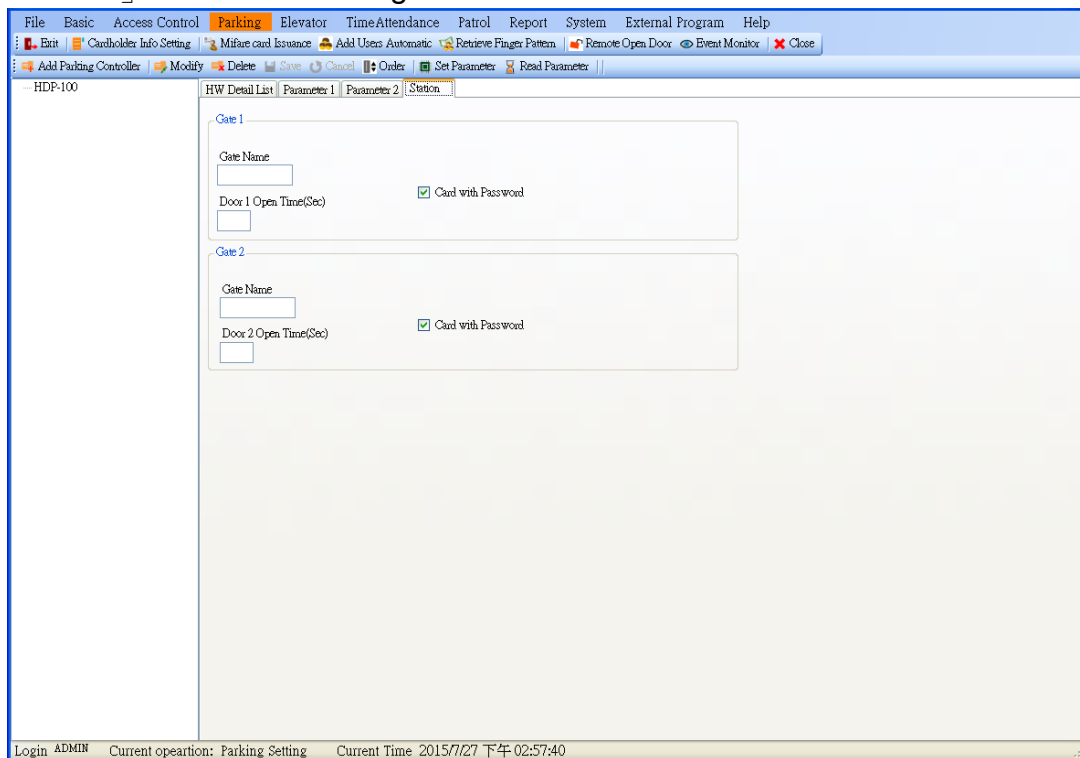 File Basic Access Control Parking Elevator TimeAttendance Patrol Report System External Program Help
Exit Cardholder Info Setting Mifare card Issuance Add Users Automatic Retrieve Finger Pattern Remote Open Door Event Monitor Close
Add Parking Controller Modify Delete Save Cancel Order Set Parameter Read Parameter
HDP-100
HW Detail List Parameter 1 Parameter 2 Station
Gate 1
Gate Name
Card with Password
Door 1 Open Time(Sec)
Gate 2
Gate Name
Card with Password
Door 2 Open Time(Sec)
Login ADMIN Current opeartion: Parking Setting Current Time 2015/7/27 下午 02:57:40